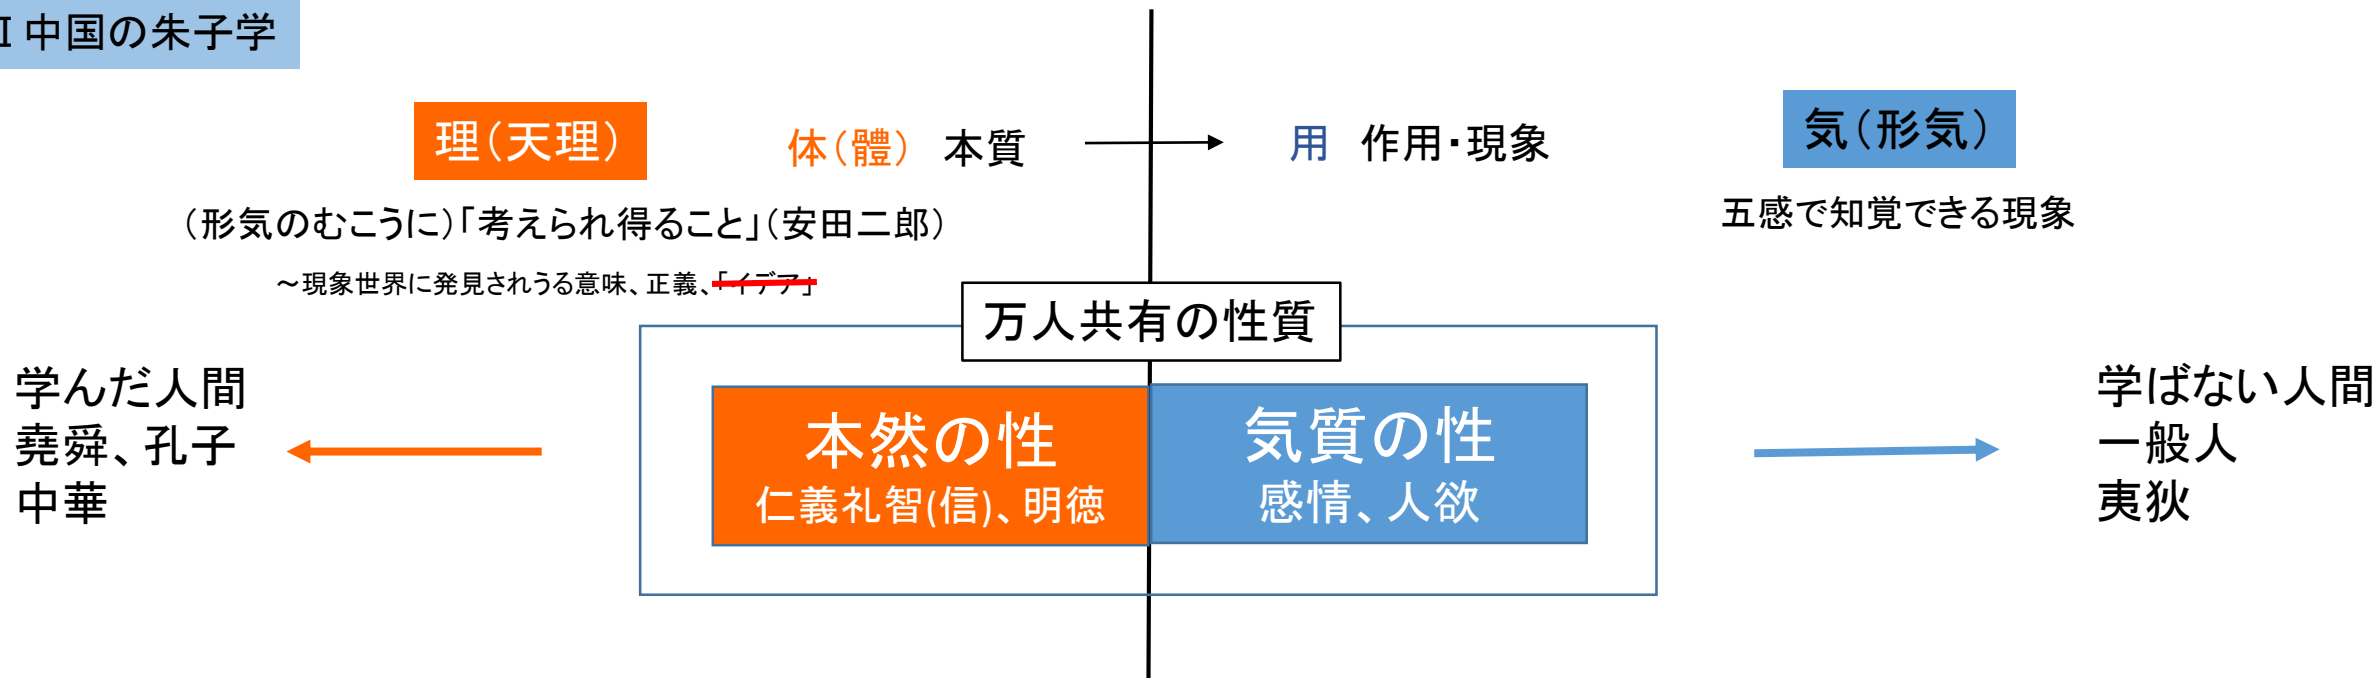 I 中国の朱子学
理(天理)
体(體) 本質
用 作用・現象
気(形気)
(形気のむこうに)「考えられ得ること」(安田二郎)
五感で知覚できる現象
~現象世界に発見されうる意味、正義、「イデア」
万人共有の性質
学んだ人間
堯舜、孔子
中華
本然の性
仁義礼智(信)、明徳
気質の性
感情、人欲
学ばない人間
一般人
夷狄